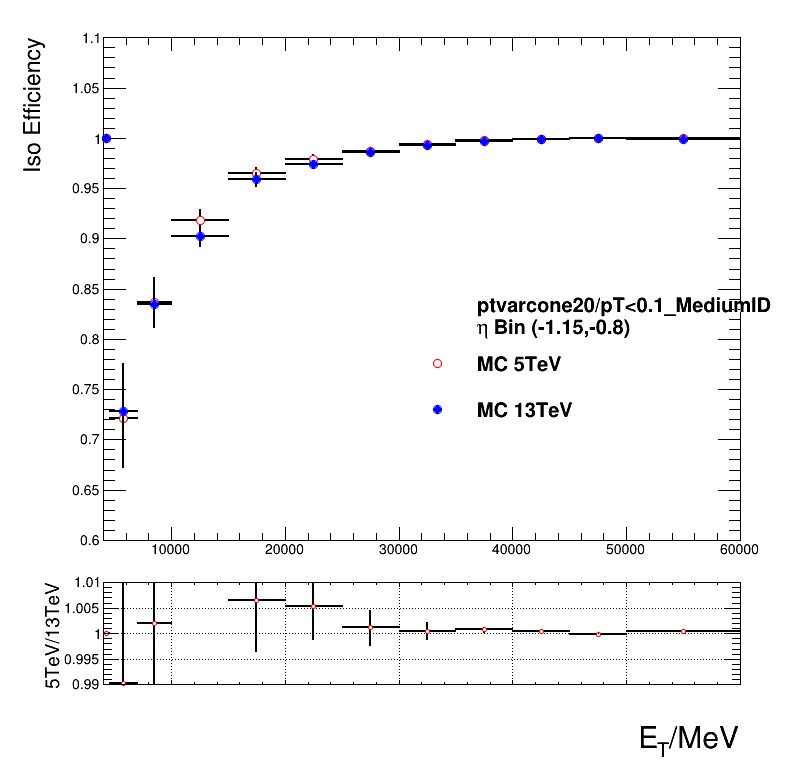 Iso Efficiency
1.1
1.05
1
0.95
0.9
0.85
0.8
0.75
0.7
0.65
0.6
ptvarcone20/pT<0.1_MediumID
η Bin (-1.15,-0.8)
MC 5TeV
MC 13TeV
10000 20000 30000 40000 50000 60000
5TeV/13TeV
1.01
1.005
1
0.995
0.99
E_T/MeV